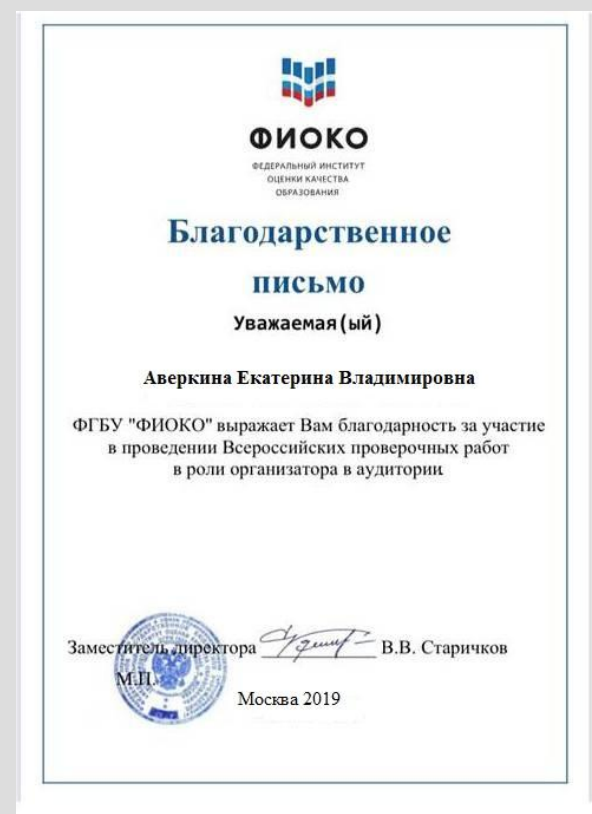 ФИОКО
ФЕДЕРАЛЬНЫЙ ИНСТИТУТ
ОЦЕНКИ КАЧЕСТВА
ОБРАЗОВАНИЯ
Благодарственное
письмо
Уважаемая(ый)
Аверкина Екатерина Владимировна
ФГБУ "ФИОКО" выражает Вам благодарность за участие
в проведении Всероссийских проверочных работ
в роли организатора в аудитории
Заместитель директора В.В. Старичков
М.П.
Москва 2019